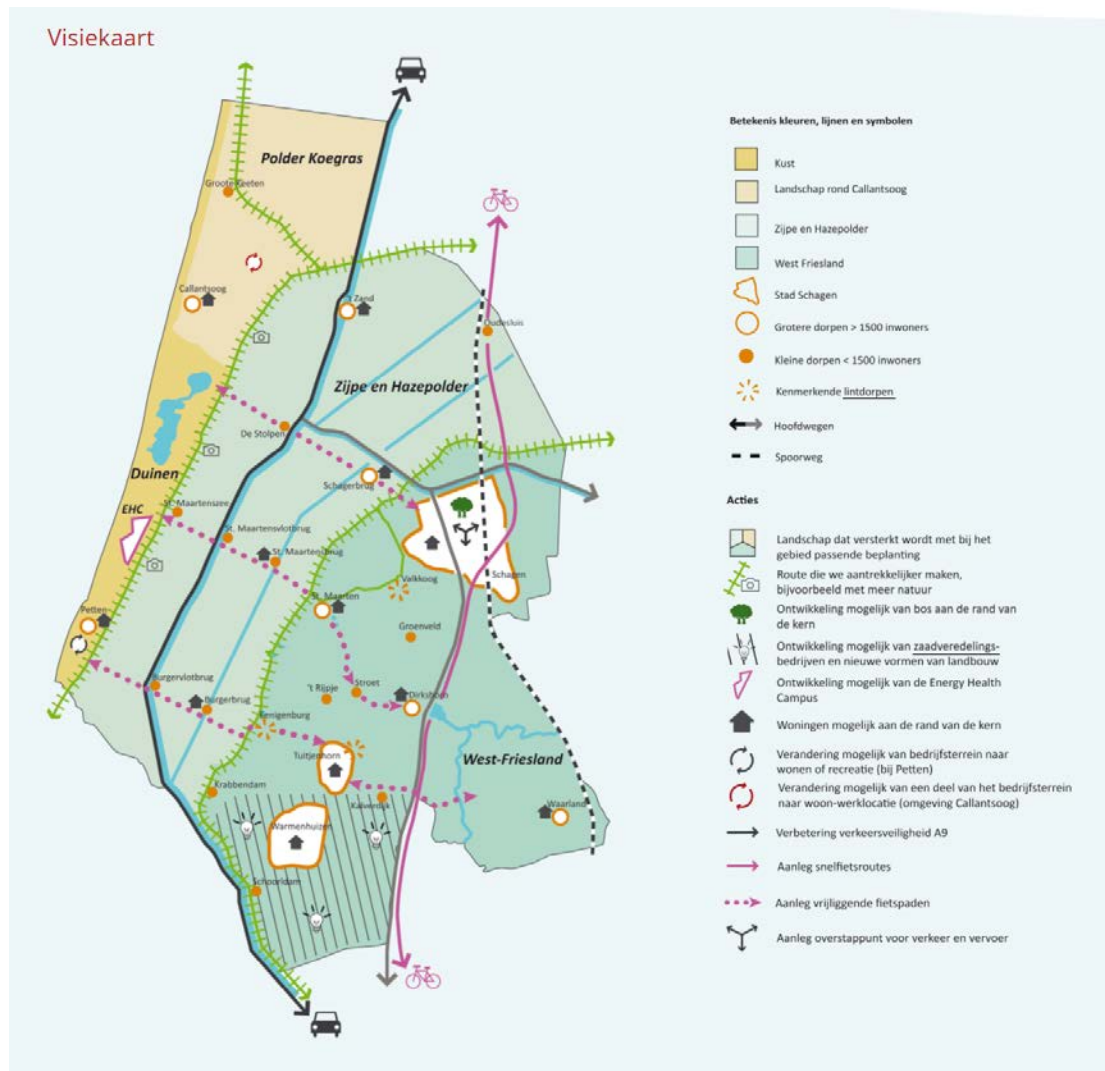 Visiekaart
Polder Koegras
Groote Keeten
Callantsoog
't Zand
Oudesluis
Zijpe en Hazepolder
De Stolpen
Duinen
Schagerbrug
EHC
St. Maartenszee
St. Maartensvlotbrug
St. Maartensbrug
Valkkoog
Schagen
Petten
St. Maarten
Groenveld
Burgervlotbrug
Burgerbrug
't Rijpje
Stroet
Dirkshorn
Eenigenburg
Tuitjenhorn
West-Friesland
Krabbendam
Kalverdijk
Waarland
Warmenhuizen
Schoorldam
Betekenis kleuren, lijnen en symbolen
Kust
Landschap rond Callantsoog
Zijpe en Hazepolder
West Friesland
Stad Schagen
Grotere dorpen > 1500 inwoners
Kleine dorpen < 1500 inwoners
Kenmerkende lintdorpen
Hoofdwegen
Spoorweg
Acties
Landschap dat versterkt wordt met bij het
gebied passende beplanting
Route die we aantrekkelijker maken,
bijvoorbeeld met meer natuur
Ontwikkeling mogelijk van bos aan de rand van
de kern
Ontwikkeling mogelijk van zaadveredelings-
bedrijven en nieuwe vormen van landbouw
Ontwikkeling mogelijk van de Energy Health
Campus
Woningen mogelijk aan de rand van de kern
Verandering mogelijk van bedrijfsterrein naar
wonen of recreatie (bij Petten)
Verandering mogelijk van een deel van het bedrijfsterrein
naar woon-werklocatie (omgeving Callantsoog)
Verbetering verkeersveiligheid A9
Aanleg snelfietsroutes
Aanleg vrijliggende fietspaden
Aanleg overstappunt voor verkeer en vervoer